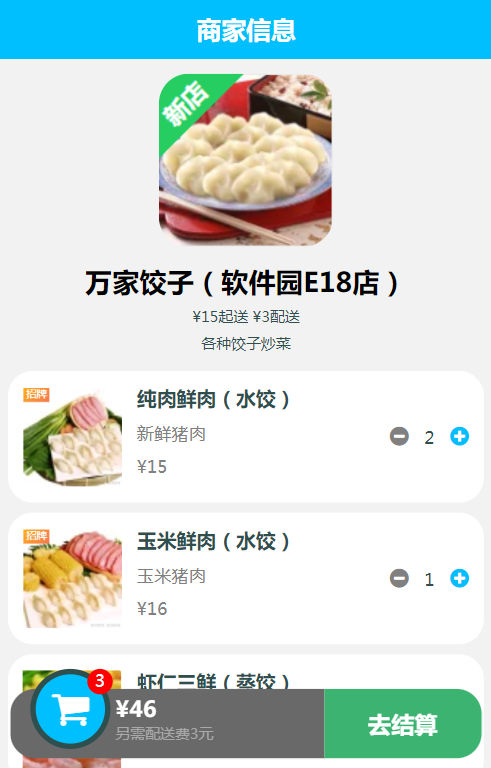 商家信息
新店
万家饺子（软件园E18店）
¥15起送 ¥3配送
各种饺子炒菜
招牌
纯肉鲜肉（水饺）
新鲜猪肉
¥15
2
招牌
玉米鲜肉（水饺）
玉米猪肉
¥16
1
虾仁三鲜（蒸饺）
3
¥46
另需配送费3元
去结算